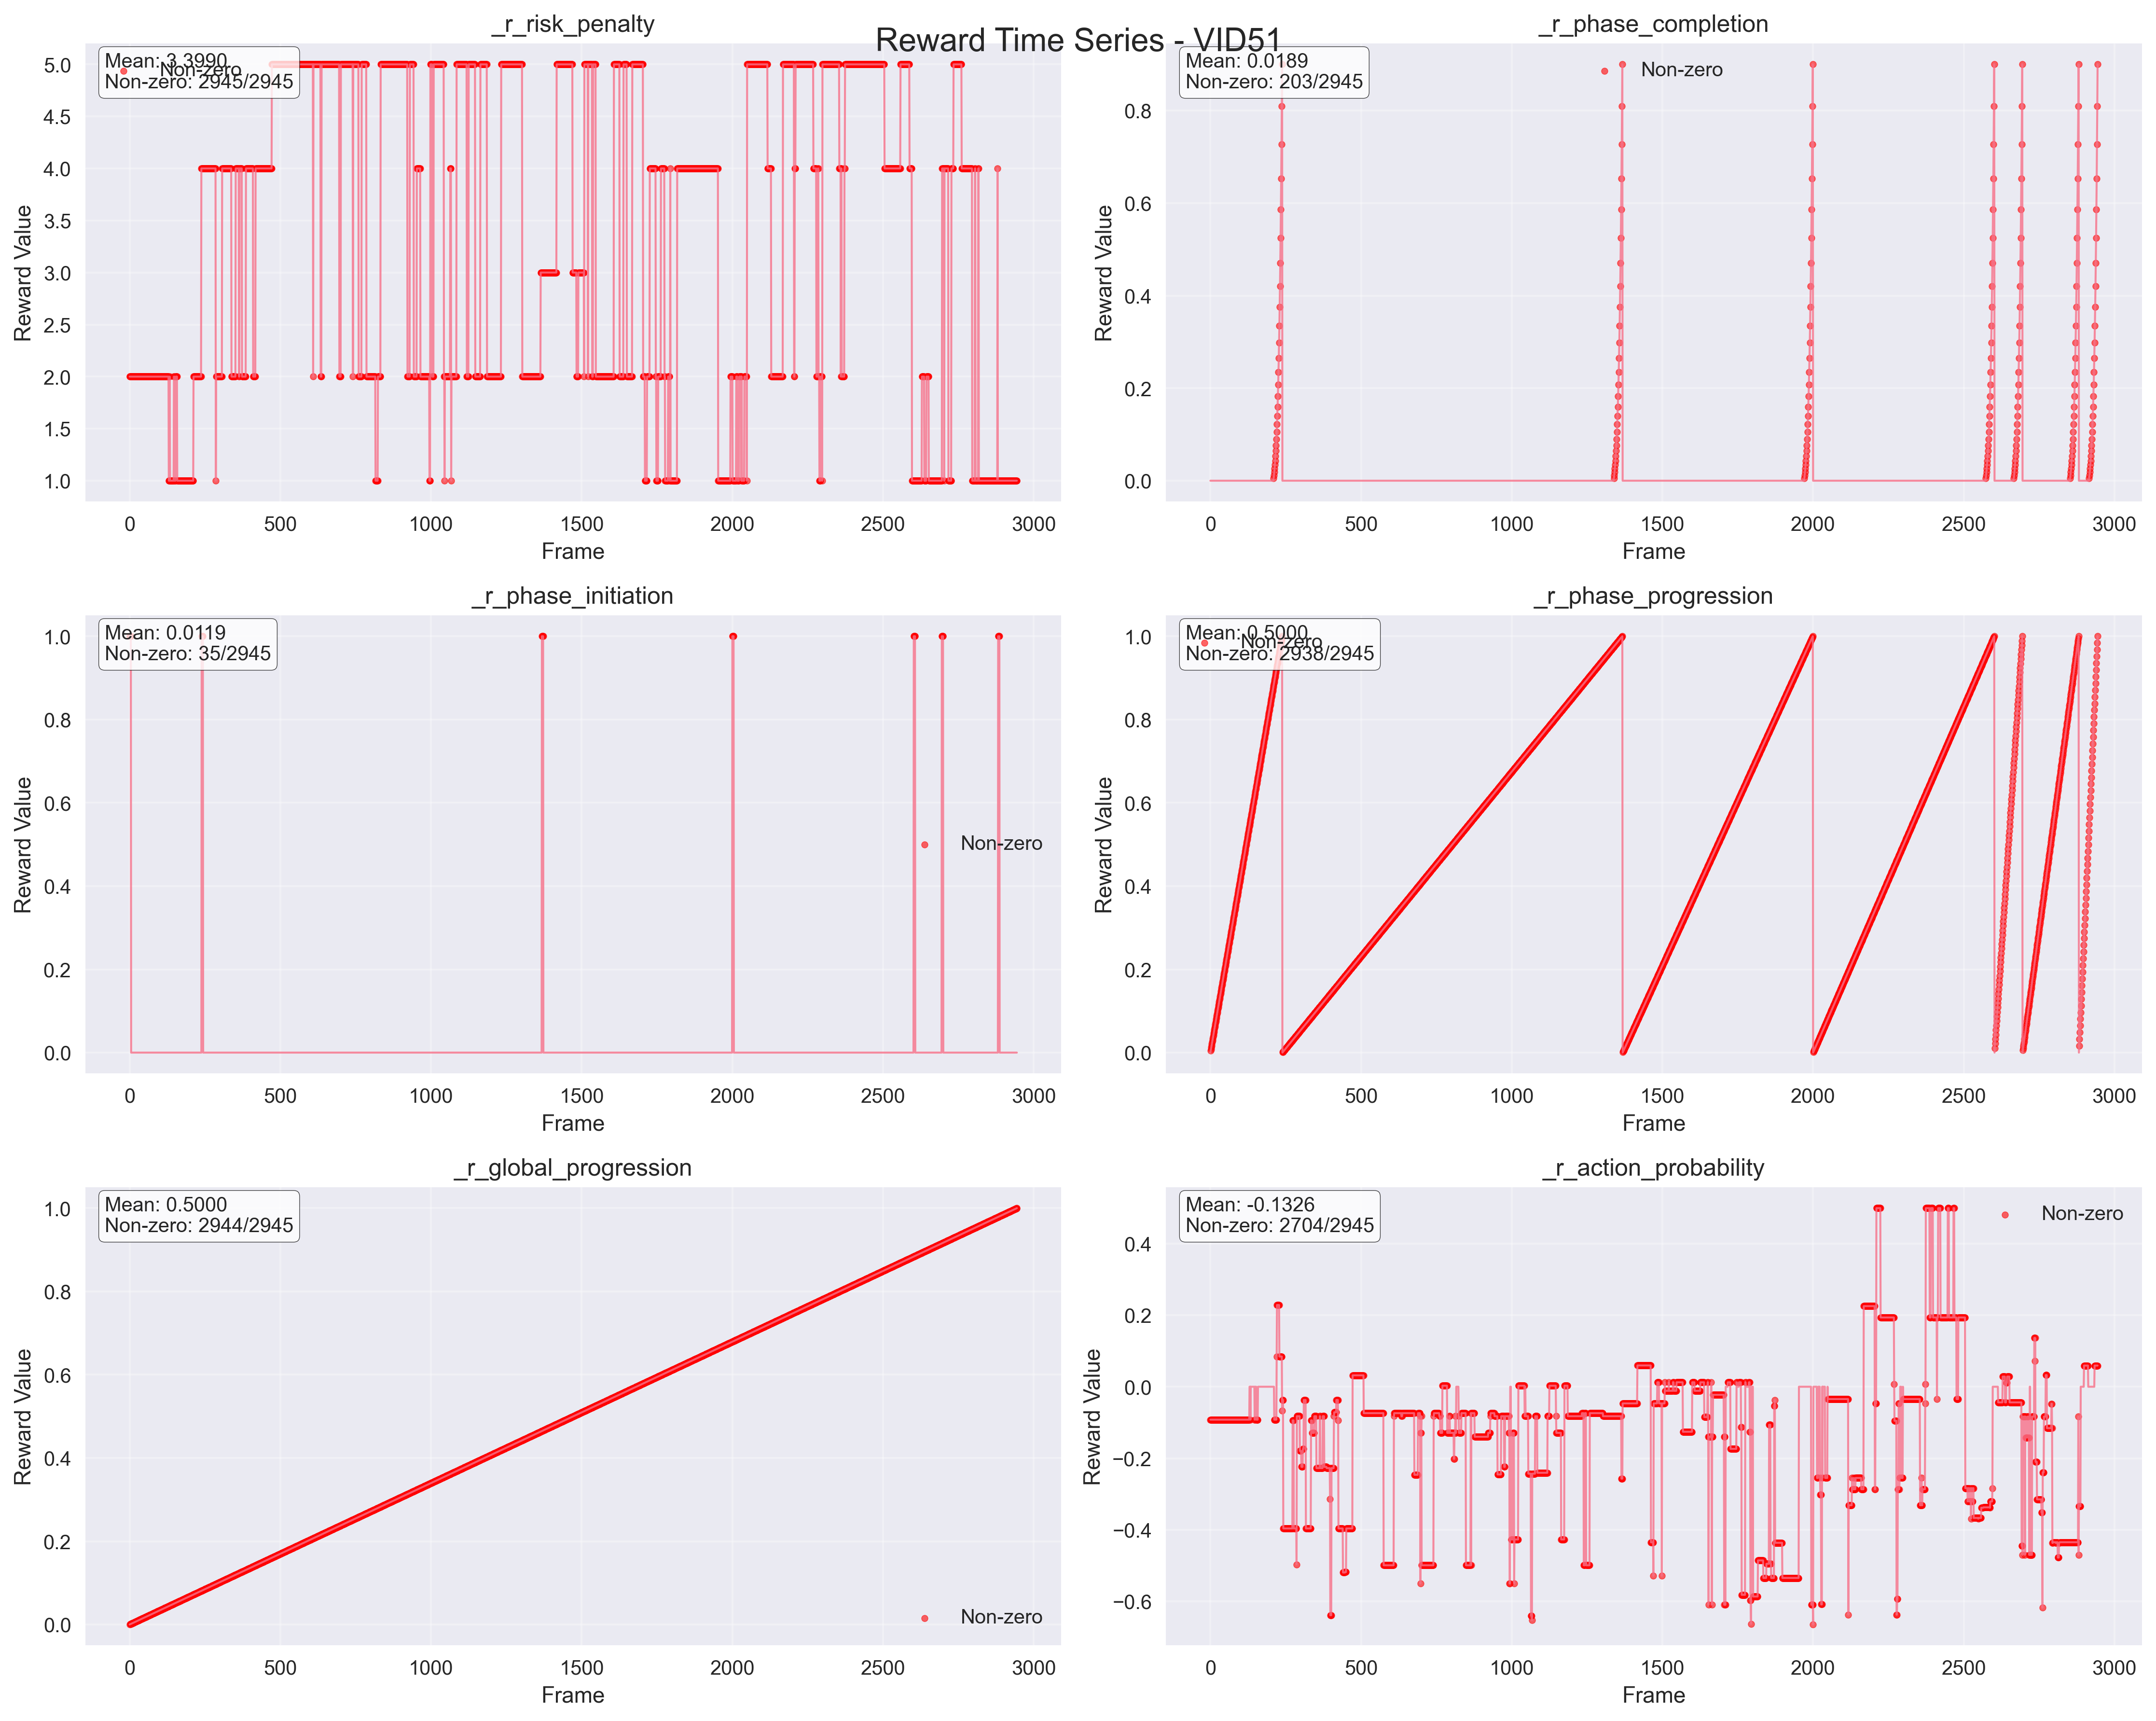 Reward Time Series - VID51
_r_risk_penalty
Mean: 3.3990
Non-zero: 2945/2945
Non-zero
Reward Value
5.0
4.5
4.0
3.5
3.0
2.5
2.0
1.5
1.0
0 500 1000 1500 2000 2500 3000
Frame
_r_phase_completion
Mean: 0.0189
Non-zero: 203/2945
Non-zero
Reward Value
0.8
0.6
0.4
0.2
0.0
0 500 1000 1500 2000 2500 3000
Frame
_r_phase_initiation
Mean: 0.0119
Non-zero: 35/2945
Non-zero
Reward Value
1.0
0.8
0.6
0.4
0.2
0.0
0 500 1000 1500 2000 2500 3000
Frame
_r_phase_progression
Mean: 0.5000
Non-zero: 2938/2945
Non-zero
Reward Value
1.0
0.8
0.6
0.4
0.2
0.0
0 500 1000 1500 2000 2500 3000
Frame
_r_global_progression
Mean: 0.5000
Non-zero: 2944/2945
Non-zero
Reward Value
1.0
0.8
0.6
0.4
0.2
0.0
0 500 1000 1500 2000 2500 3000
Frame
_r_action_probability
Mean: -0.1326
Non-zero: 2704/2945
Non-zero
Reward Value
0.4
0.2
0.0
−0.2
−0.4
−0.6
0 500 1000 1500 2000 2500 3000
Frame